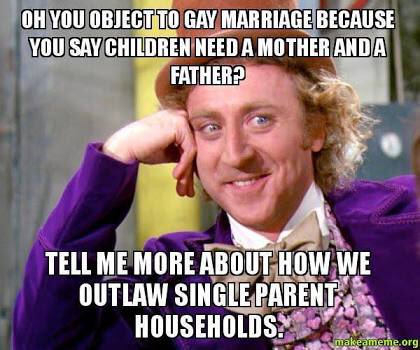 OH YOU OBJECT TO GAY MARRIAGE BECAUSE
YOU SAY CHILDREN NEED A MOTHER AND A
FATHER?
TELL ME MORE ABOUT HOW WE
OUTLAW SINGLE PARENT
HOUSEHOLDS.
makeameme.org